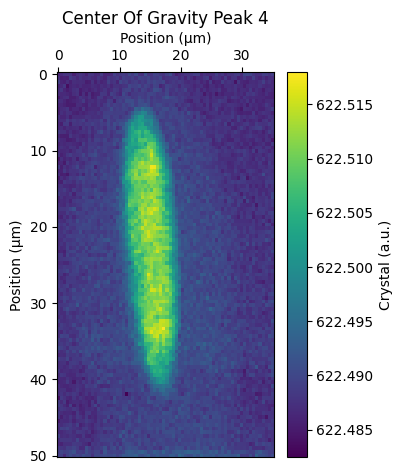 Center Of Gravity Peak 4
Position (µm)
0 10 20 30
Position (µm)
0
10
20
30
40
50
622.515
622.510
622.505
622.500
622.495
622.490
622.485
Crystal (a.u.)